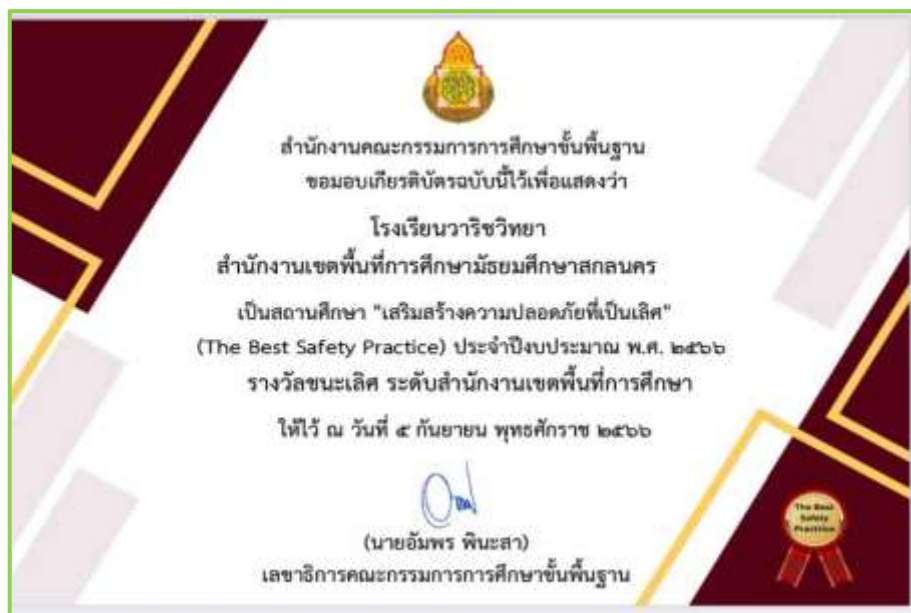 สำนักงานคณะกรรมการการศึกษาขั้นพื้นฐาน
ขอมอบเกียรติบัตรฉบับนี้ไว้เพื่อแสดงว่า
โรงเรียนวาริชวิทยา
สำนักงานเขตพื้นที่การศึกษามัธยมศึกษาสกลนคร
เป็นสถานศึกษา "เสริมสร้างความปลอดภัยที่เป็นเลิศ"
(The Best Safety Practice) ประจำปีงบประมาณ พ.ศ. ๒๕๖๖
รางวัลชนะเลิศ ระดับสำนักงานเขตพื้นที่การศึกษา
ให้ไว้ ณ วันที่ ๕ กันยายน พุทธศักราช ๒๕๖๖
(นายอัมพร พินะสา)
เลขาธิการคณะกรรมการการศึกษาขั้นพื้นฐาน
The Best
Safety
Practice